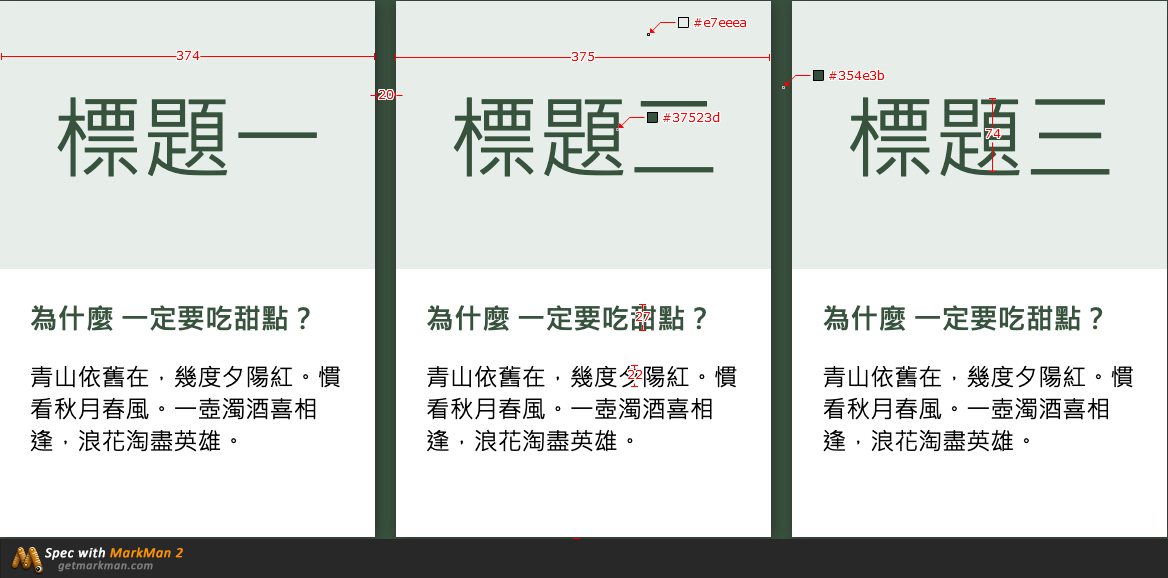 374
20
375
#e7eeea
#354e3b
標題一
標題二
#37523d
標題三
74
為什麼 一定要吃甜點？
青山依舊在，幾度夕陽紅。慣
看秋月春風。一壺濁酒喜相
逢，浪花淘盡英雄。
為什麼 一定要吃甜點？
27
青山依舊在，幾度夕陽紅。慣
22
看秋月春風。一壺濁酒喜相
逢，浪花淘盡英雄。
為什麼 一定要吃甜點？
青山依舊在，幾度夕陽紅。慣
看秋月春風。一壺濁酒喜相
逢，浪花淘盡英雄。
Spec with MarkMan 2
getmarkman.com